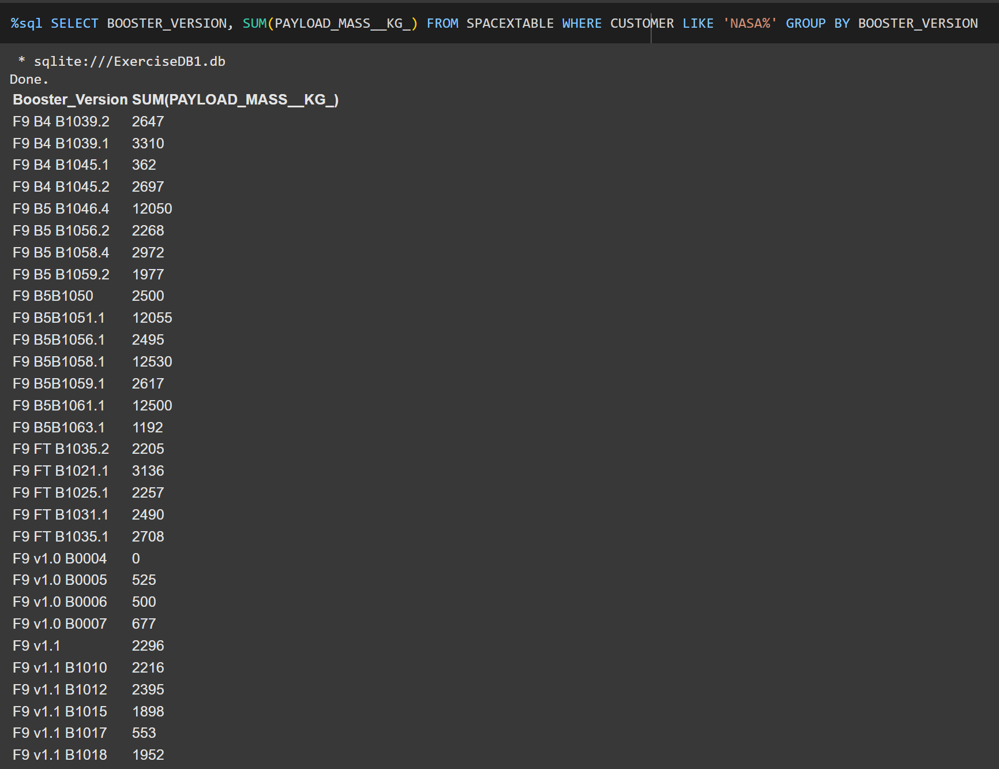 %sql SELECT BOOSTER_VERSION, SUM(PAYLOAD_MASS__KG_) FROM SPACEXTABLE WHERE CUSTOMER LIKE 'NASA%' GROUP BY BOOSTER_VERSION
* sqlite:///ExerciseDB1.db
Done.
Booster_Version SUM(PAYLOAD_MASS__KG_)
F9 B4 B1039.2 2647
F9 B4 B1039.1 3310
F9 B4 B1045.1 362
F9 B4 B1045.2 2697
F9 B5 B1046.4 12050
F9 B5 B1056.2 2268
F9 B5 B1058.4 2972
F9 B5 B1059.2 1977
F9 B5B1050 2500
F9 B5B1051.1 12055
F9 B5B1056.1 2495
F9 B5B1058.1 12530
F9 B5B1059.1 2617
F9 B5B1061.1 12500
F9 B5B1063.1 1192
F9 FT B1035.2 2205
F9 FT B1021.1 3136
F9 FT B1025.1 2257
F9 FT B1031.1 2490
F9 FT B1035.1 2708
F9 v1.0 B0004 0
F9 v1.0 B0005 525
F9 v1.0 B0006 500
F9 v1.0 B0007 677
F9 v1.1 2296
F9 v1.1 B1010 2216
F9 v1.1 B1012 2395
F9 v1.1 B1015 1898
F9 v1.1 B1017 553
F9 v1.1 B1018 1952